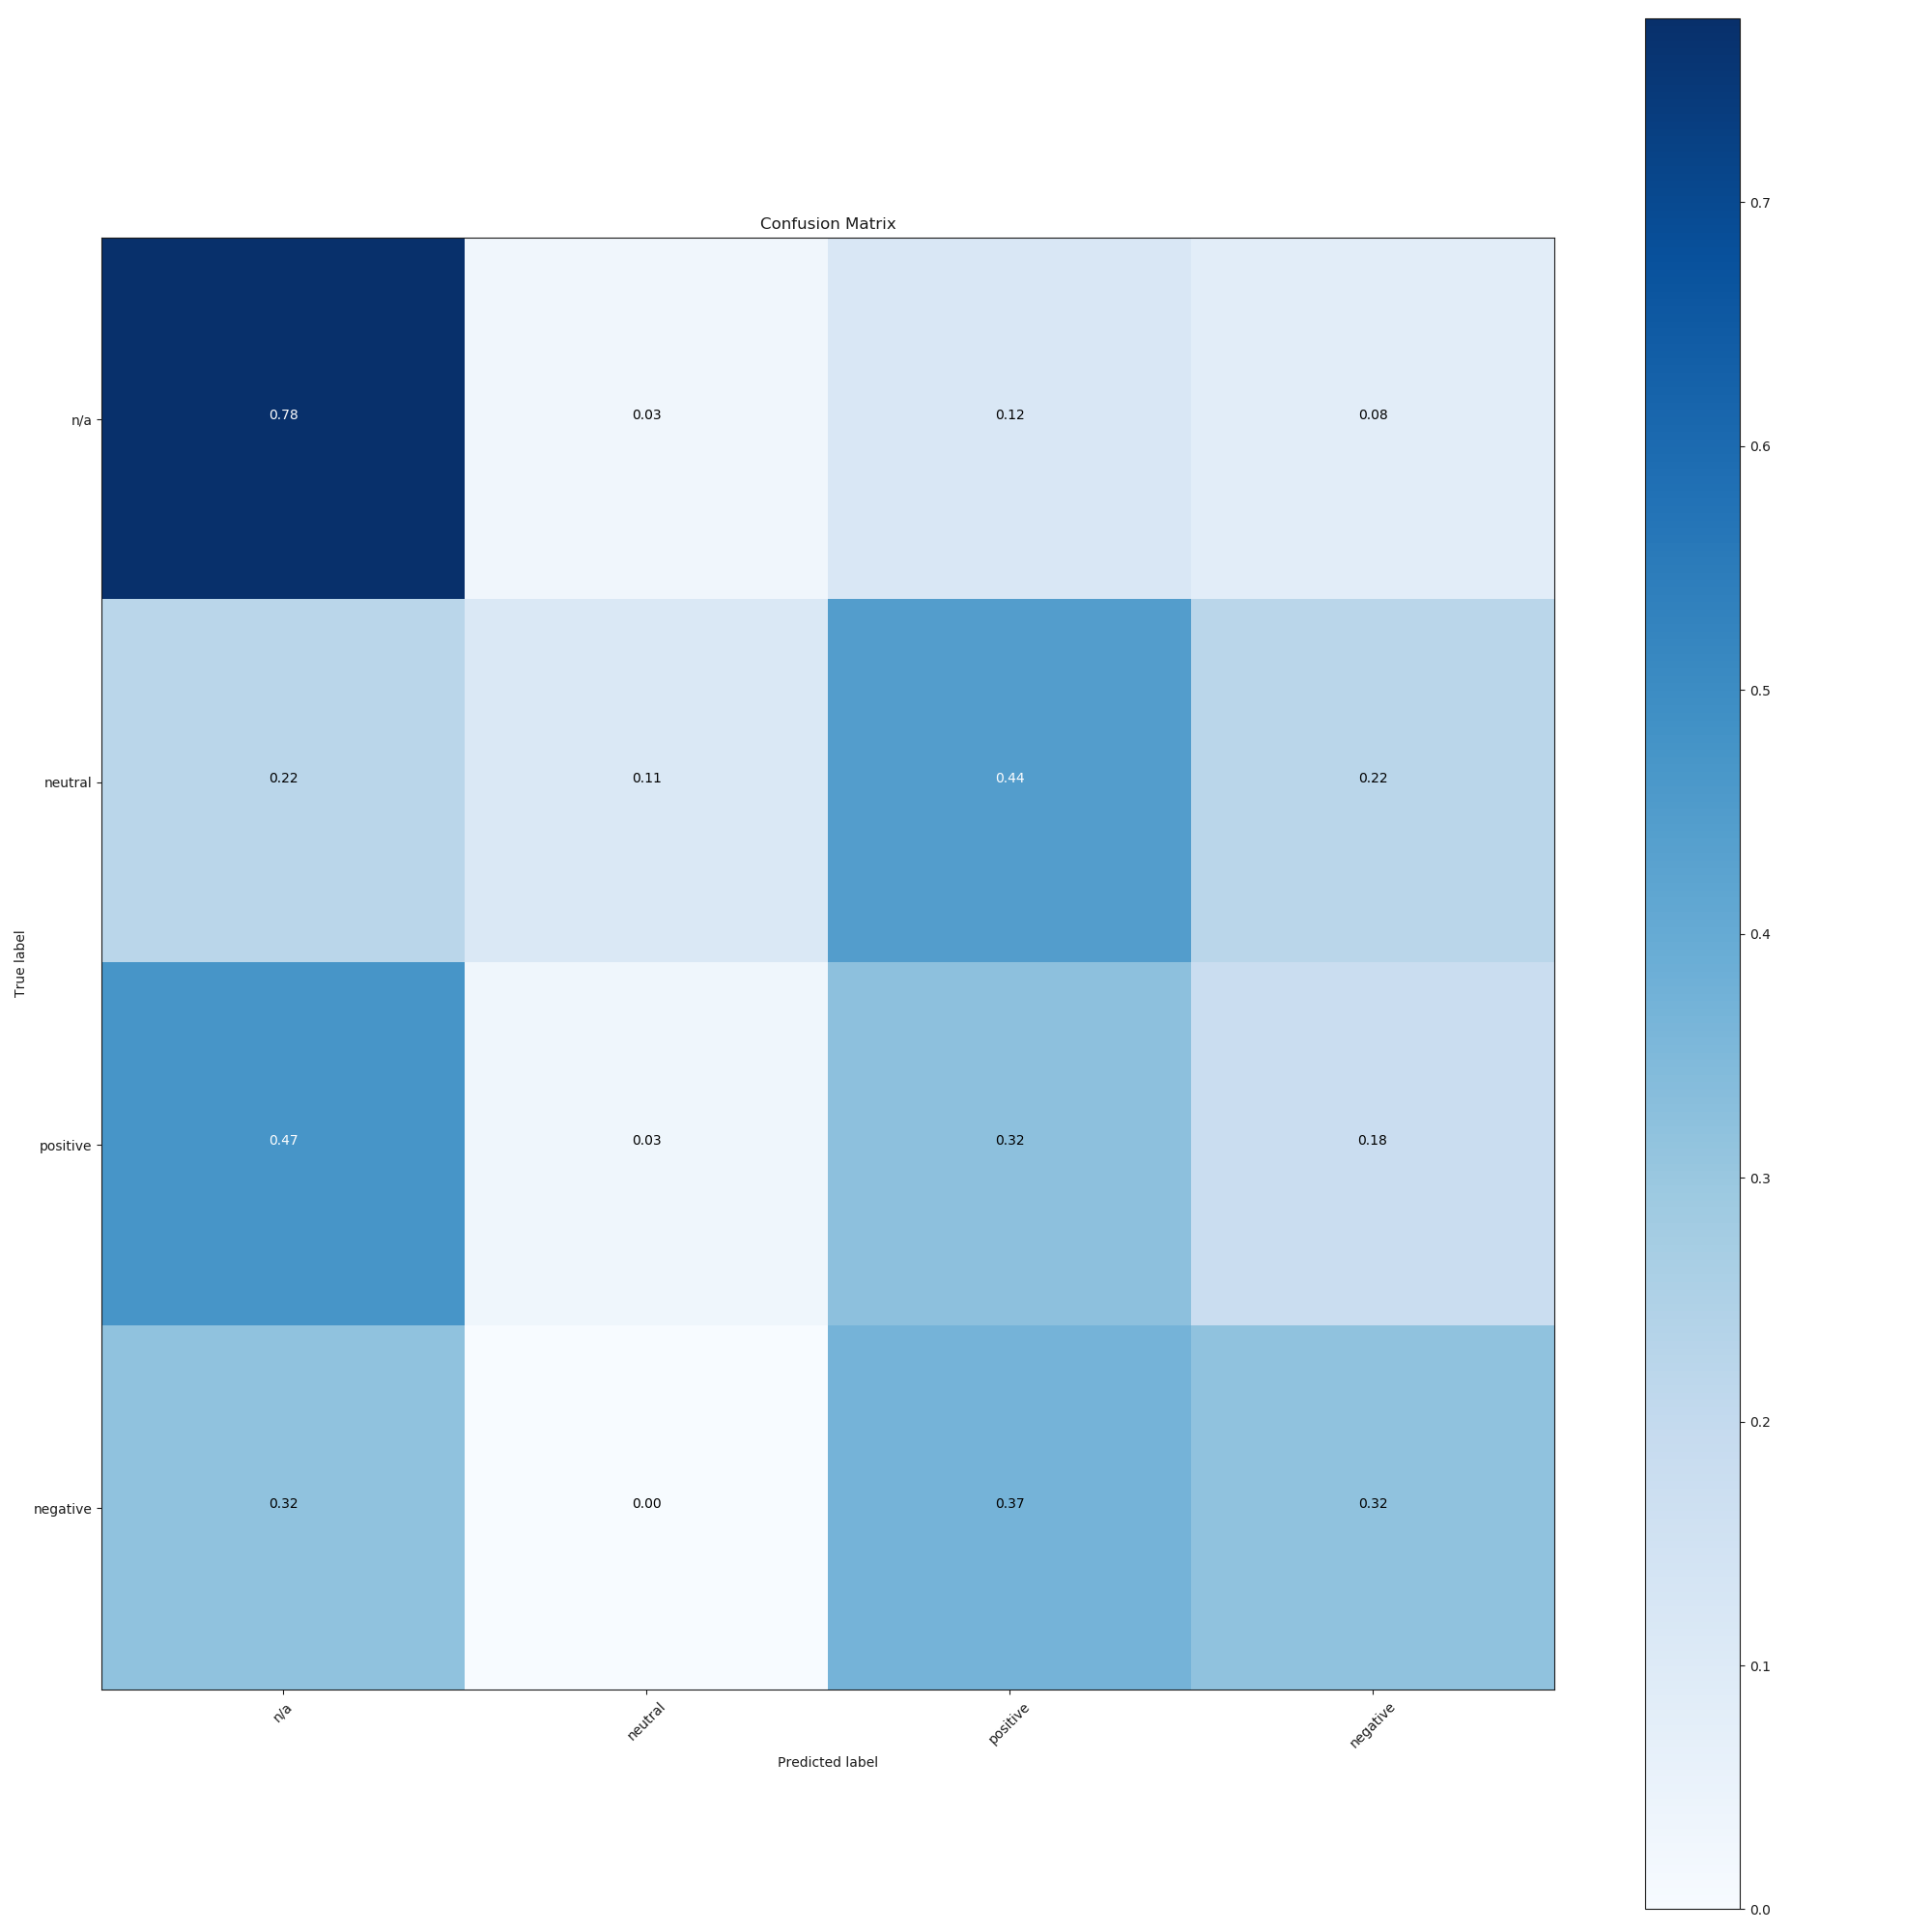 Confusion Matrix
n/a
0.78 0.03 0.12 0.08
neutral
0.22 0.11 0.44 0.22
positive
0.47 0.03 0.32 0.18
negative
0.32 0.00 0.37 0.32
True label
n/a neutral positive negative
Predicted label
0.7
0.6
0.5
0.4
0.3
0.2
0.1
0.0